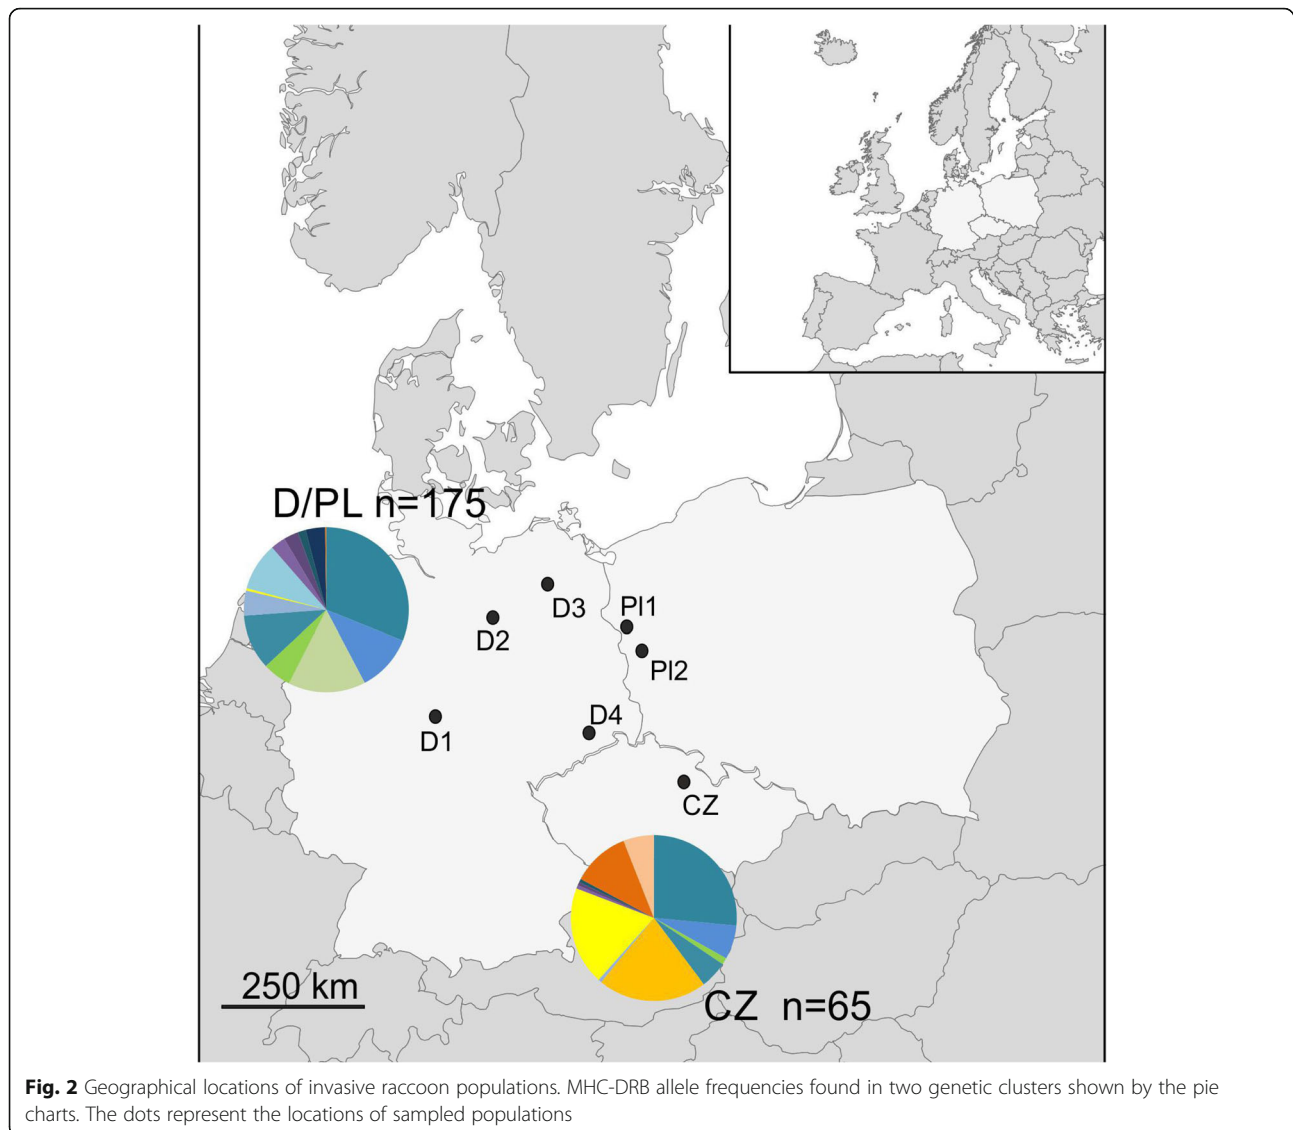 D/PL n=175
D3
Pl1
D2
Pl2
D4
D1
CZ
250 km
CZ n=65
Fig. 2 Geographical locations of invasive raccoon populations. MHC-DRB allele frequencies found in two genetic clusters shown by the pie
charts. The dots represent the locations of sampled populations